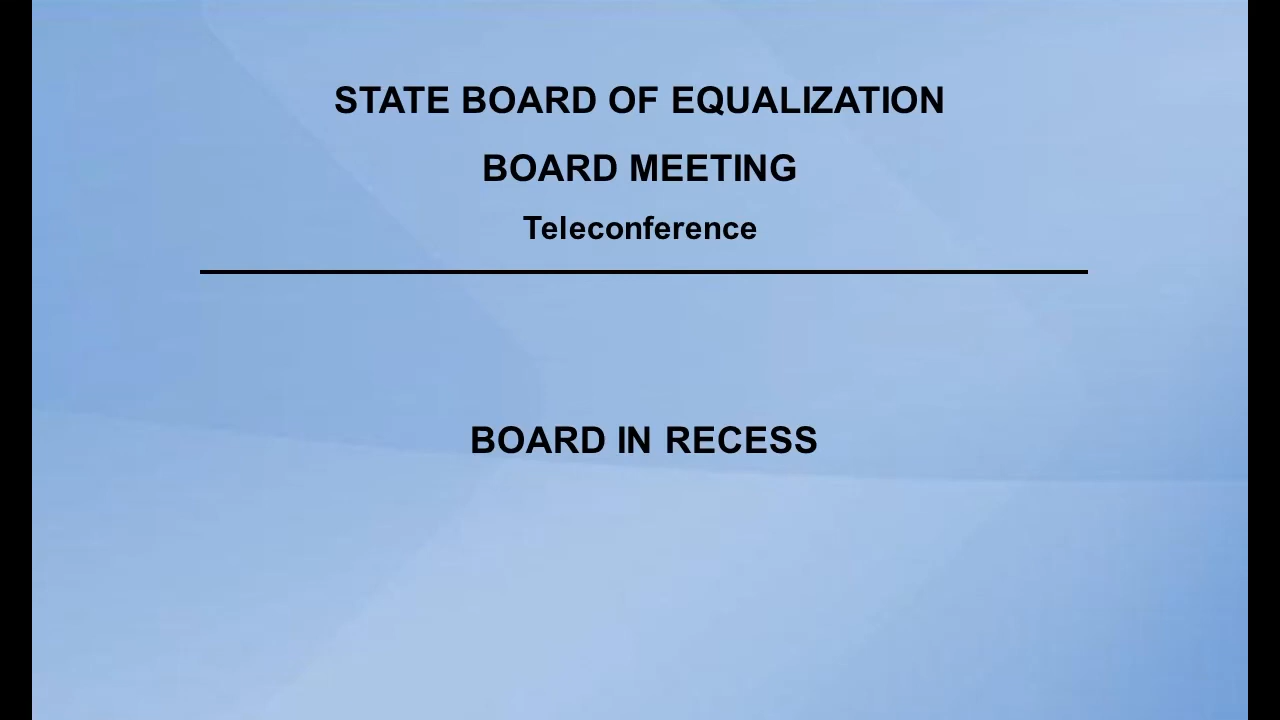 STATE BOARD OF EQUALIZATION
BOARD MEETING
Teleconference
BOARD IN RECESS